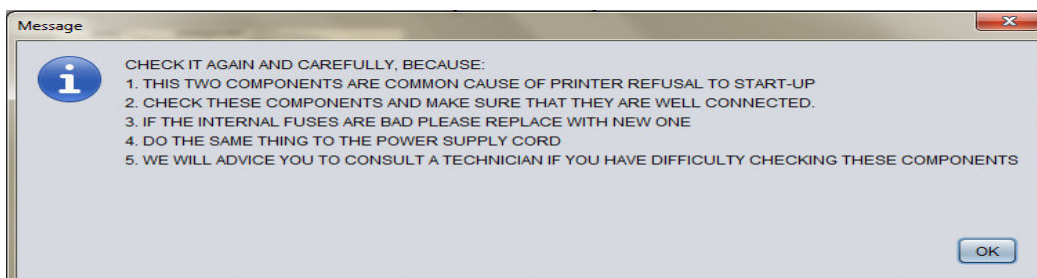 Message
CHECK IT AGAIN AND CAREFULLY, BECAUSE:
1. THIS TWO COMPONENTS ARE COMMON CAUSE OF PRINTER REFUSAL TO START-UP
2. CHECK THESE COMPONENTS AND MAKE SURE THAT THEY ARE WELL CONNECTED.
3. IF THE INTERNAL FUSES ARE BAD PLEASE REPLACE WITH NEW ONE
4. DO THE SAME THING TO THE POWER SUPPLY CORD
5. WE WILL ADVICE YOU TO CONSULT A TECHNICIAN IF YOU HAVE DIFFICULTY CHECKING THESE COMPONENTS
OK